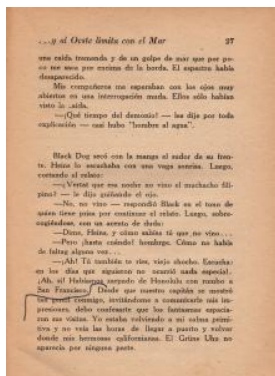 ...y al Oeste limita con el Mar 27
una caída tremenda y de un golpe de mar que por po-
co me saca por encima de la borda. El espectro había
desaparecido.
Mis compañeros me esperaban con los ojos muy
abiertos en una interrogación muda. Ellos sólo habían
visto la caída.
—¡Qué tiempo del demonio! — les dije por toda
explicación — casi hubo "hombre al agua".
Black Dog secó con la manga el sudor de su fren-
te. Heinz lo escuchaba con una vaga sonrisa. Luego,
cortando el relato:
—¿Verdad que esa noche no vino el muchacho fili-
pino? — le dijo guiñando el ojo.
—No, no vino — respondió Black en el tono de
quien tiene prisa por continuar el relato. Luego, sobre-
cogiéndose, con un acento de duda:
—Dime, Heinz, ¿y cómo sabías tú que no vino...
—Pero ¡hasta cuándo! hombre. Cómo no había
de faltar alguna vez...
—¡Ah! Tú también te ríes, viejo chocho. Escucha:
en los días que siguieron no ocurrió nada especial.
¡Ah, sí! Habíamos zarpado de Honolulu con rumbo a
San Francisco. Desde que nuestro capitán se mostró
tan gentil conmigo, invitándome a comunicarle mis im-
presiones, debo confesarte que los fantasmas espacia-
ron sus visitas. Yo estaba volviendo a mi calma primi-
tiva y no veía las horas de llegar a puerto y volver
donde mis hermosas californianas. El Grüne Uhu no
aparecía por ninguna parte.